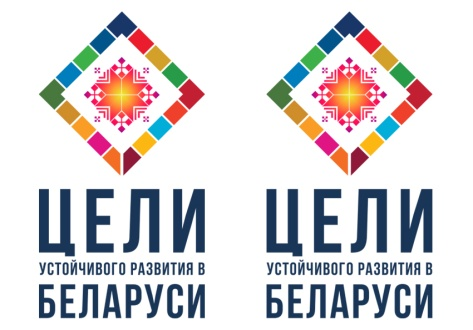 ЦЕЛИ
УСТОЙЧИВОГО РАЗВИТИЯ В
БЕЛАРУСИ
ЦЕЛИ
УСТОЙЧИВОГО РАЗВИТИЯ В
БЕЛАРУСИ